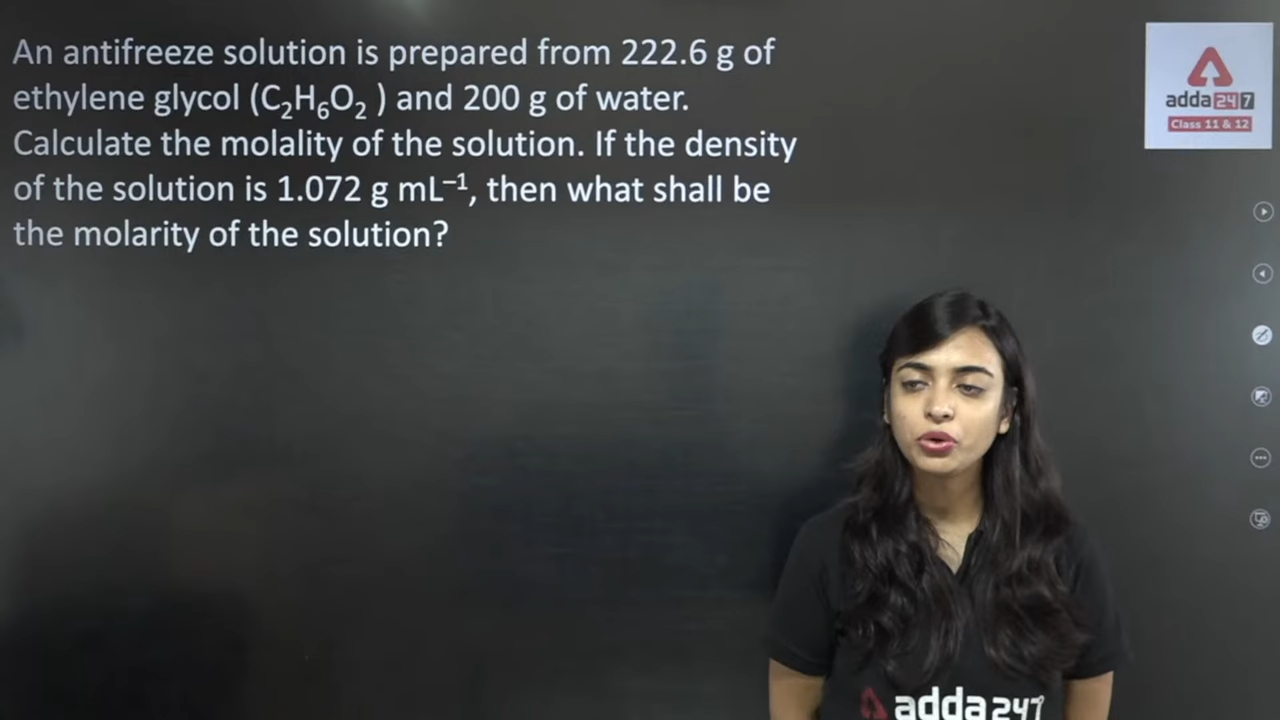 An antifreeze solution is prepared from 222.6 g of
ethylene glycol (C₂H₆O₂ ) and 200 g of water.
Calculate the molality of the solution. If the density
of the solution is 1.072 g mL⁻¹, then what shall be
the molarity of the solution?
adda247
Class 11 & 12
adda247